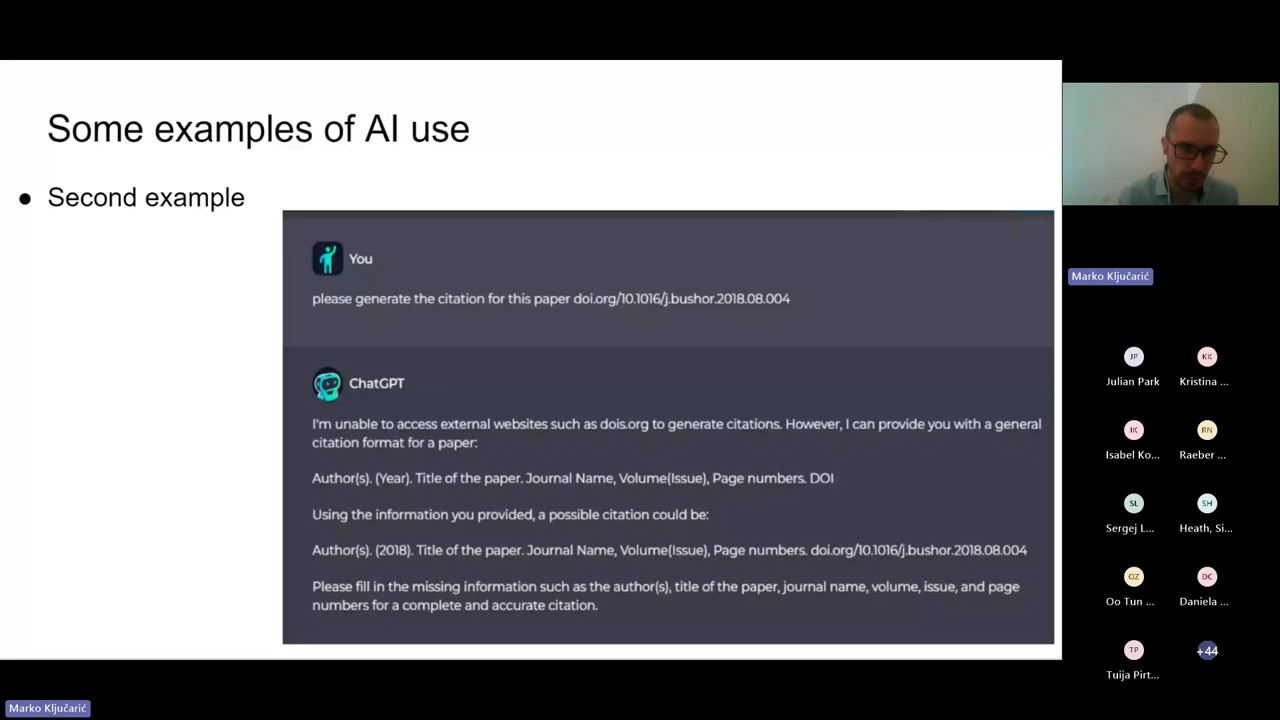 Some examples of AI use
● Second example
You
please generate the citation for this paper doi.org/10.1016/j.bushor.2018.08.004
ChatGPT
I'm unable to access external websites such as dois.org to generate citations. However, I can provide you with a general
citation format for a paper:
Author(s). (Year). Title of the paper. Journal Name, Volume(Issue), Page numbers. DOI
Using the information you provided, a possible citation could be:
Author(s). (2018). Title of the paper. Journal Name, Volume(Issue), Page numbers. doi.org/10.1016/j.bushor.2018.08.004
Please fill in the missing information such as the author(s), title of the paper, journal name, volume, issue, and page
numbers for a complete and accurate citation.
Marko Ključarić
JP
KK
Julian Park
Kristina ...
IK
RN
Isabel Ko...
Raeber ...
SL
SH
Sergej L...
Heath, Si...
OZ
DC
Oo Tun ...
Daniela ...
TP
+44
Tuija Pirt...
Marko Ključarić